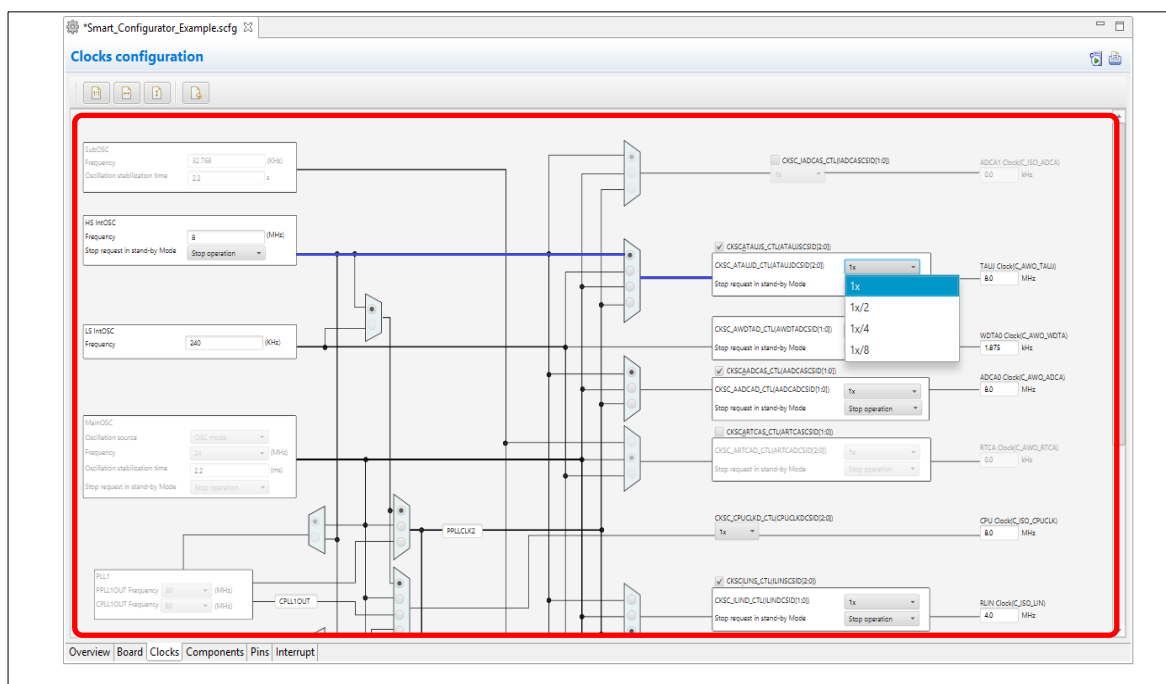 *Smart_Configurator_Example.scfg
Clocks configuration
SubOSC
Frequency 32.768 (KHz)
Oscillation stabilization time 2.2 s
CKSC_IADCAS_CTL(IADCASCSID[1:0])
1x
ADCA1 Clock(C_ISO_ADCA)
0.0 kHz
HS IntOSC
Frequency 8 (MHz)
Stop request in stand-by Mode Stop operation
CKSCATAUJS_CTL(ATAUJSCSID[2:0])
CKSC_ATAUJD_CTL(ATAUJDCSID[2:0]) 1x
Stop request in stand-by Mode
1x
1x/2
1x/4
1x/8
TAUJ Clock(C_AWO_TAUJ)
8.0 MHz
LS IntOSC
Frequency 240 (KHz)
CKSC_AWDTAD_CTL(AWDTADCSID[1:0])
Stop request in stand-by Mode
WDTA0 Clock(C_AWO_WDTA)
1.875 kHz
CKSCAADCAS_CTL(AADCASCSID[1:0])
CKSC_AADCAD_CTL(AADCADCSID[1:0]) 1x
Stop request in stand-by Mode Stop operation
ADCA0 Clock(C_AWO_ADCA)
8.0 MHz
MainOSC
Oscillation source OSC mode
Frequency 24 (MHz)
Oscillation stabilization time 2.2 (ms)
Stop request in stand-by Mode Stop operation
CKSCARTCAS_CTL(ARTCASCSID[1:0])
CKSC_ARTCAD_CTL(ARTCADCSID[2:0]) 1x
Stop request in stand-by Mode Stop operation
RTCA Clock(C_AWO_RTCA)
0.0 kHz
PPLLCLK2
CKSC_CPUCLKD_CTL(CPUCLKDCSID[2:0])
1x
CPU Clock(C_ISO_CPUCLK)
8.0 MHz
PLL1
PPLL1OUT Frequency 80 (MHz)
CPLL1OUT Frequency 80 (MHz)
CPLL1OUT
CKSCILINS_CTL(ILINSCSID[2:0])
CKSC_ILIND_CTL(ILINDCSID[1:0]) 1x
Stop request in stand-by Mode Stop operation
RLIN Clock(C_ISO_LIN)
4.0 MHz
Overview Board Clocks Components Pins Interrupt